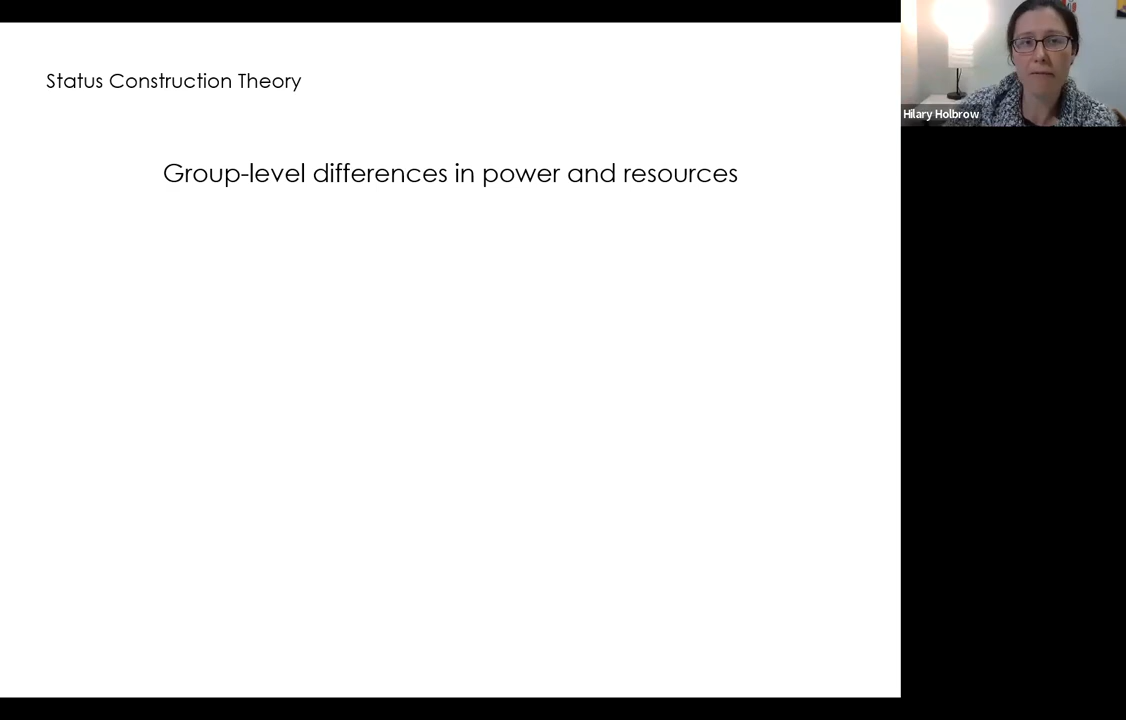 Status Construction Theory
Group-level differences in power and resources
Hilary Holbrow